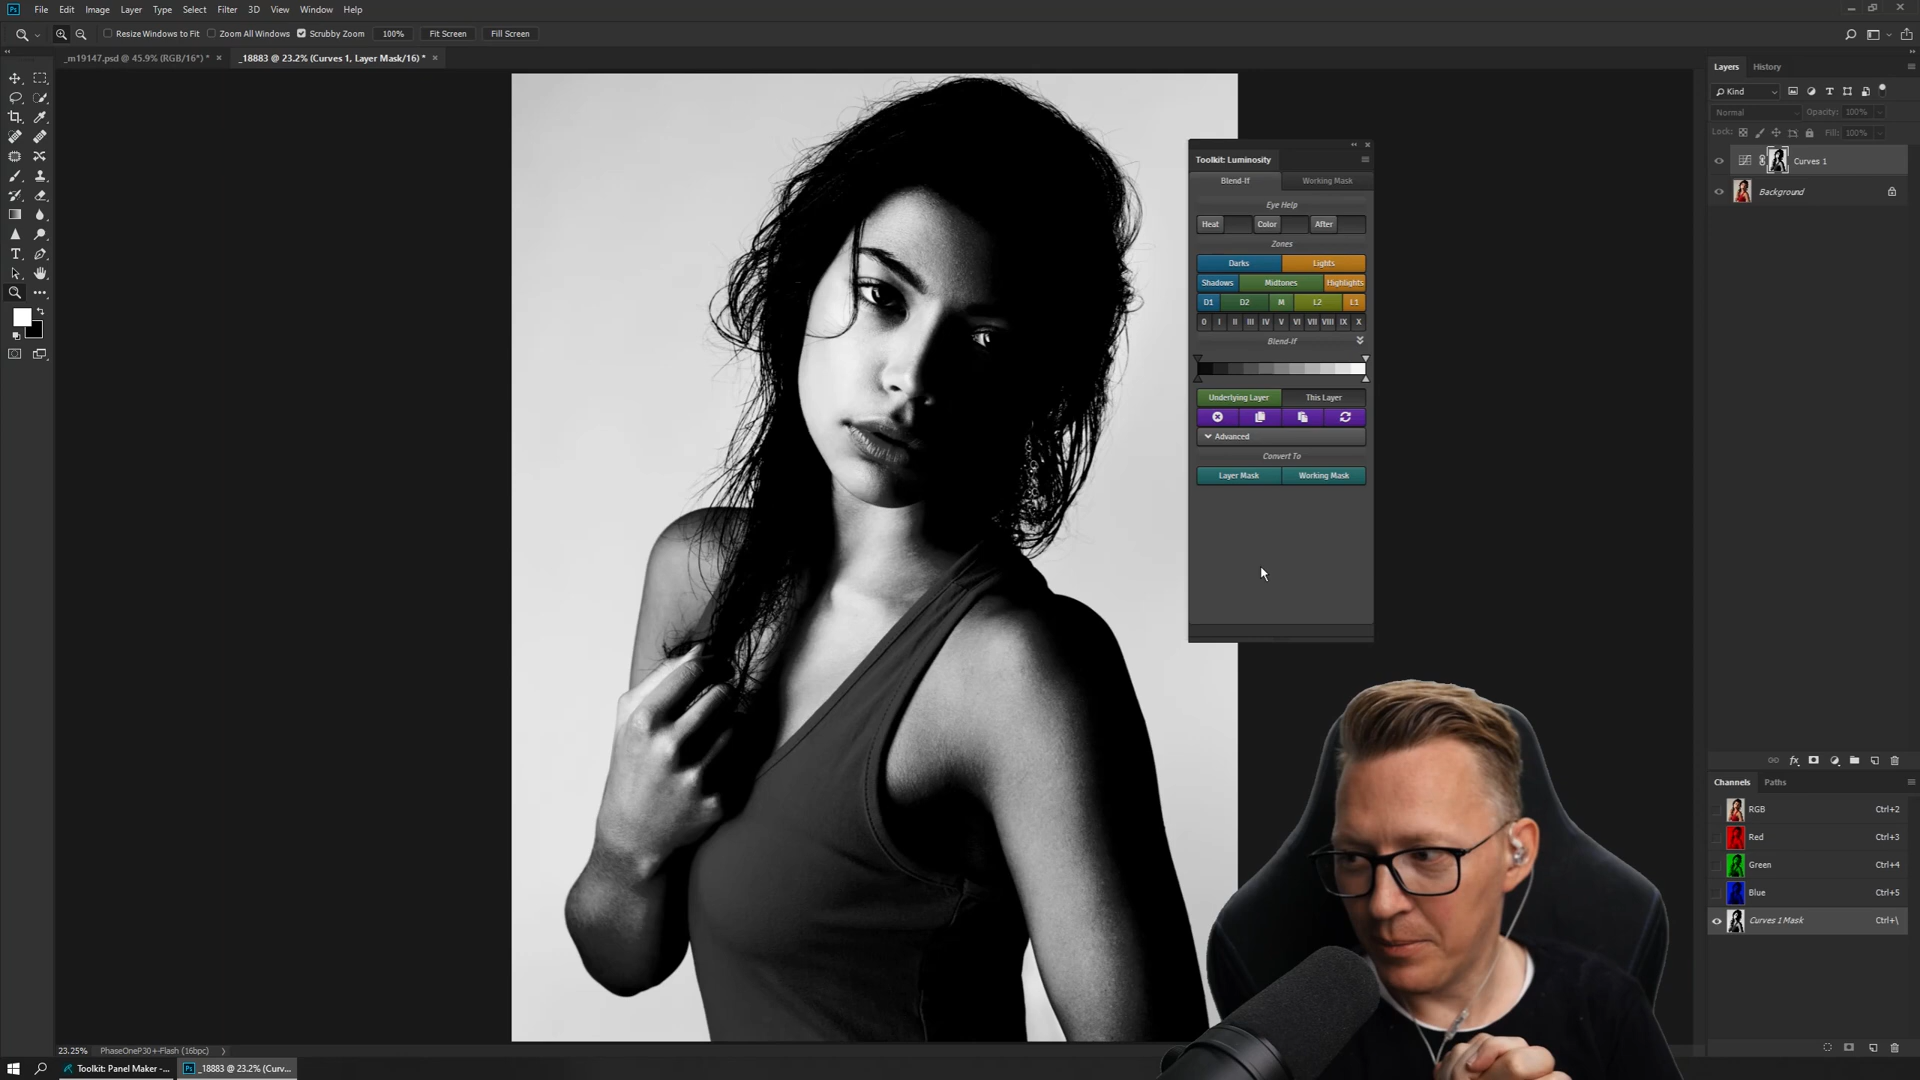 Ps File Edit Image Layer Type Select Filter 3D View Window Help
Resize Windows to Fit Zoom All Windows Scrubby Zoom 100% Fit Screen Fill Screen
_m19147.psd @ 45.9% (RGB/16*) * × _18883 @ 23.2% (Curves 1, Layer Mask/16) * ×
Toolkit: Luminosity
Blend-If Working Mask
Eye Help
Heat Color After
Zones
Darks Lights
Shadows Midtones Highlights
D1 D2 M L2 L1
0 I II III IV V VI VII VIII IX X
Blend-If
Underlying Layer This Layer
Advanced
Convert To
Layer Mask Working Mask
Layers History
Kind
Normal Opacity: 100%
Lock: Fill: 100%
Curves 1
Background
fx
Channels Paths
RGB Ctrl+2
Red Ctrl+3
Green Ctrl+4
Blue Ctrl+5
Curves 1 Mask Ctrl+\
23.25% PhaseOneP30+-Flash (16bpc)
Toolkit: Panel Maker -... Ps _18883 @ 23.2% (Curv...